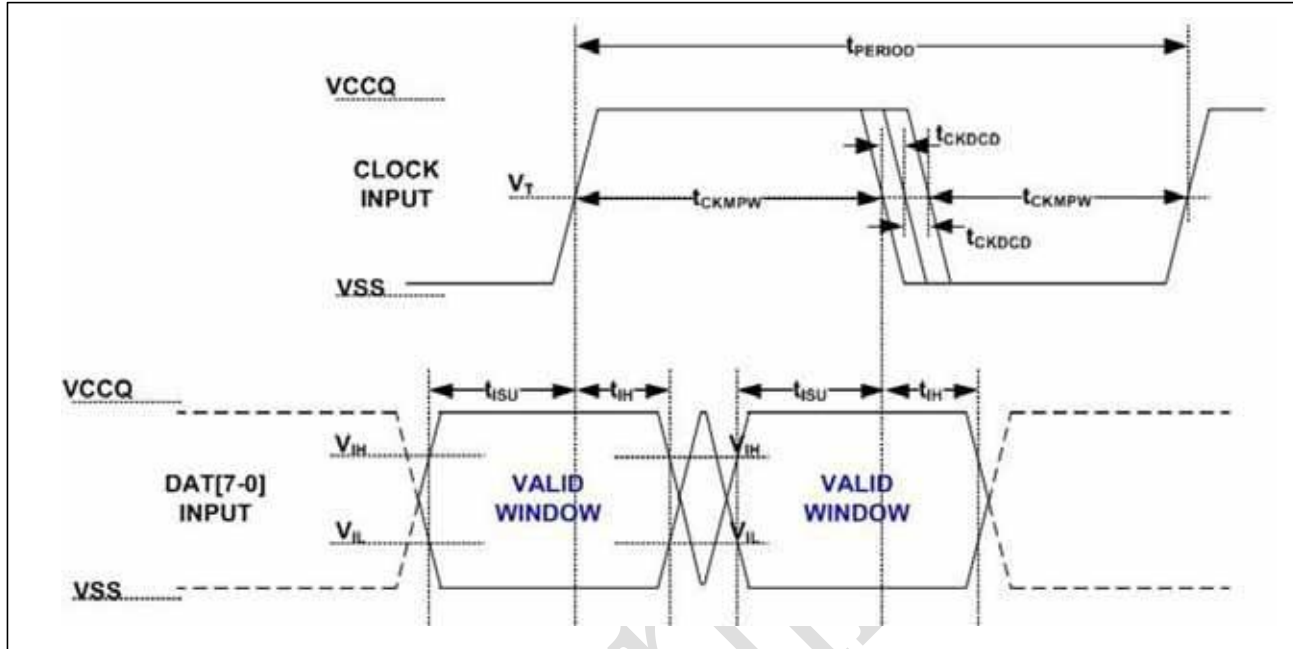 tPERIOD
VCCQ
tCKDCD
CLOCK
INPUT
VT
tCKMPW
tCKMPW
tCKDCD
VSS
VCCQ
tISU
tIH
tISU
tIH
VIH
VIH
DAT[7-0]
INPUT
VALID
WINDOW
VALID
WINDOW
VIL
VIL
VSS